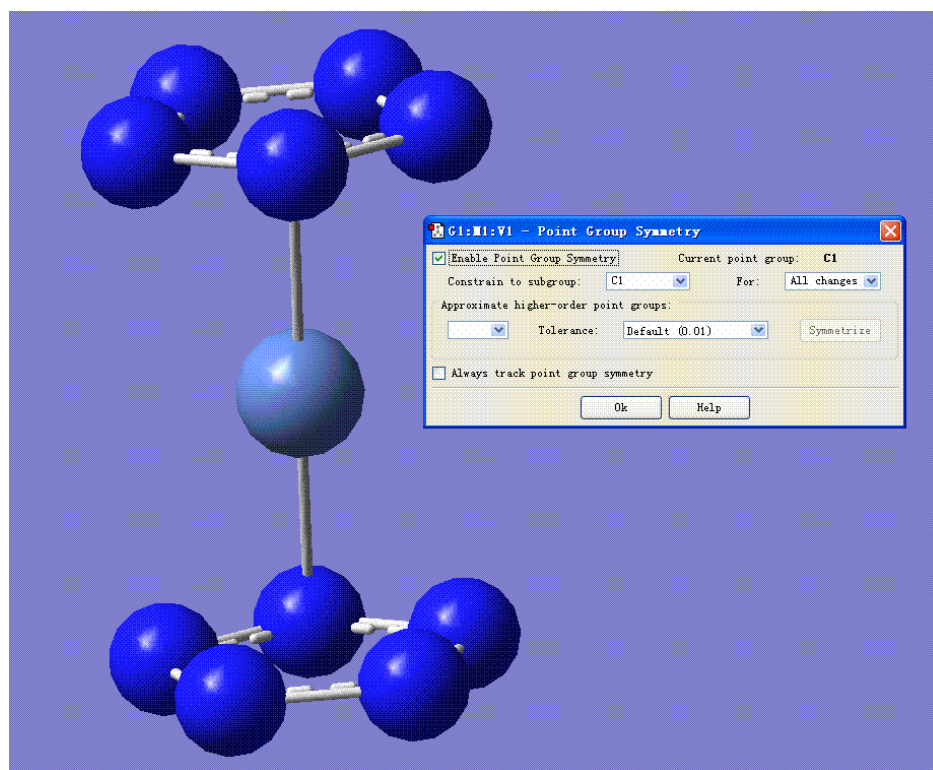 G1:M1:V1 - Point Group Symmetry
Enable Point Group Symmetry Current point group: C1
Constrain to subgroup: C1 For: All changes
Approximate higher-order point groups:
Tolerance: Default (0.01) Symmetrize
Always track point group symmetry
Ok Help